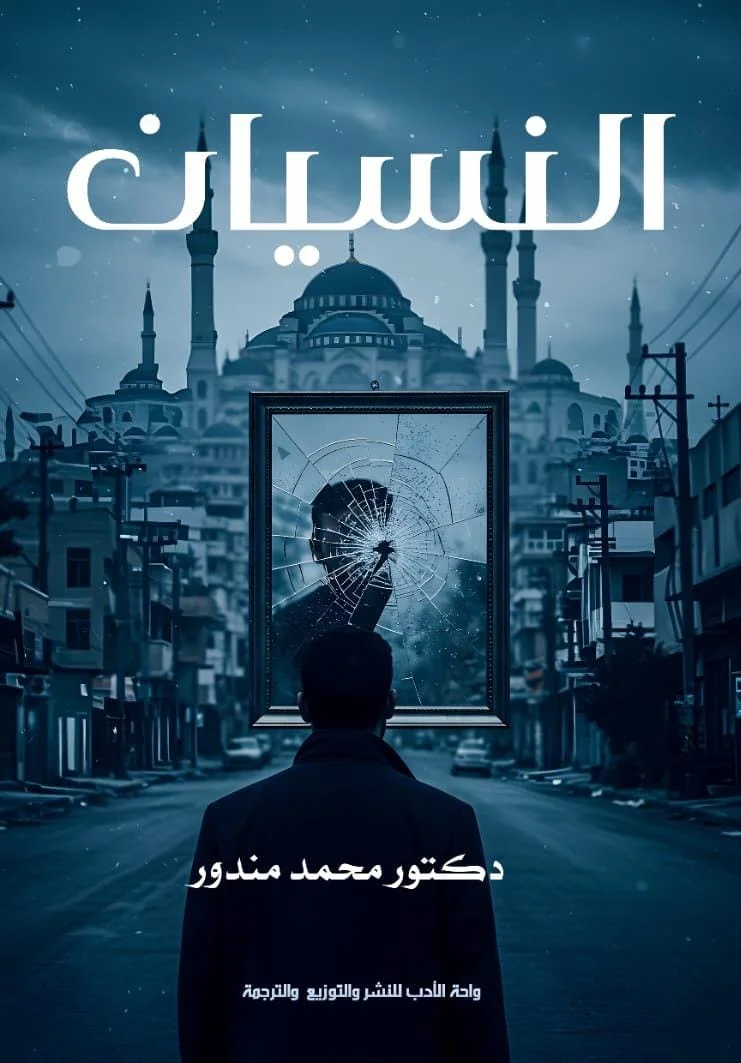 النسيان
دكتور محمد مندور
واحة الأدب للنشر والتوزيع والترجمة